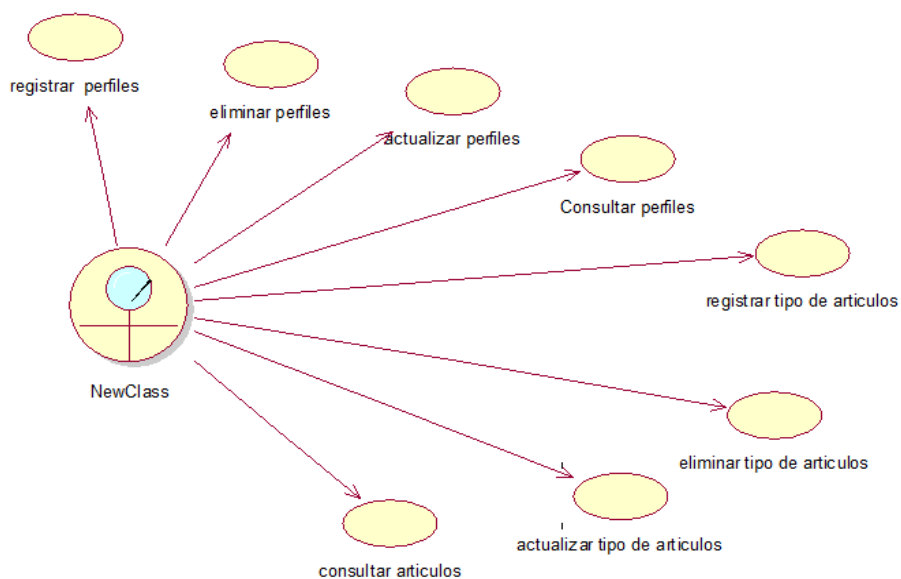 registrar perfiles
eliminar perfiles
actualizar perfiles
Consultar perfiles
registrar tipo de articulos
NewClass
eliminar tipo de articulos
actualizar tipo de articulos
consultar articulos